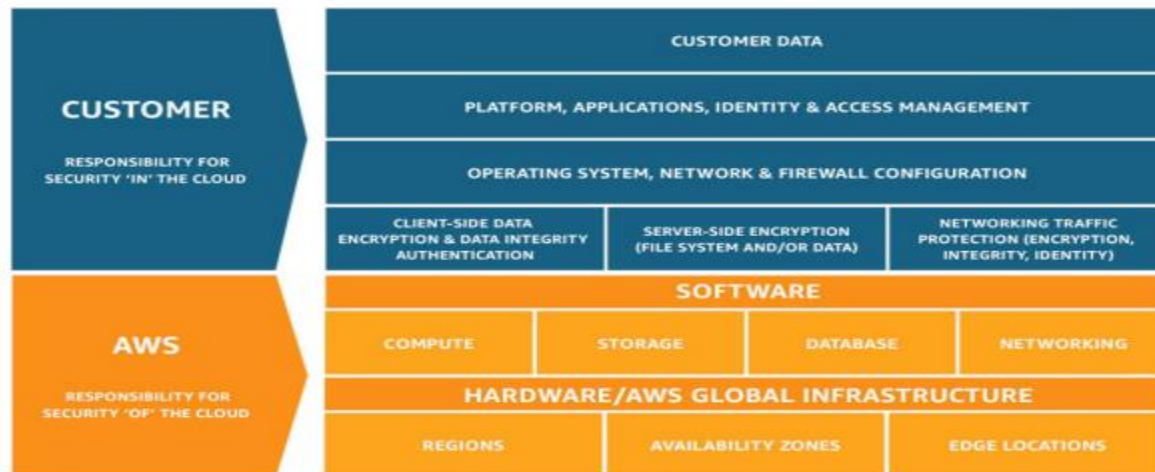 CUSTOMER
RESPONSIBILITY FOR
SECURITY 'IN' THE CLOUD
CUSTOMER DATA
PLATFORM, APPLICATIONS, IDENTITY & ACCESS MANAGEMENT
OPERATING SYSTEM, NETWORK & FIREWALL CONFIGURATION
CLIENT-SIDE DATA
ENCRYPTION & DATA INTEGRITY
AUTHENTICATION
SERVER-SIDE ENCRYPTION
(FILE SYSTEM AND/OR DATA)
NETWORKING TRAFFIC
PROTECTION (ENCRYPTION,
INTEGRITY, IDENTITY)
AWS
RESPONSIBILITY FOR
SECURITY 'OF' THE CLOUD
SOFTWARE
COMPUTE
STORAGE
DATABASE
NETWORKING
HARDWARE/AWS GLOBAL INFRASTRUCTURE
REGIONS
AVAILABILITY ZONES
EDGE LOCATIONS